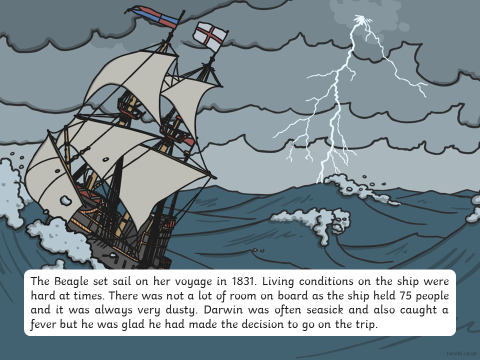 The Beagle set sail on her voyage in 1831. Living conditions on the ship were
hard at times. There was not a lot of room on board as the ship held 75 people
and it was always very dusty. Darwin was often seasick and also caught a
fever but he was glad he had made the decision to go on the trip.